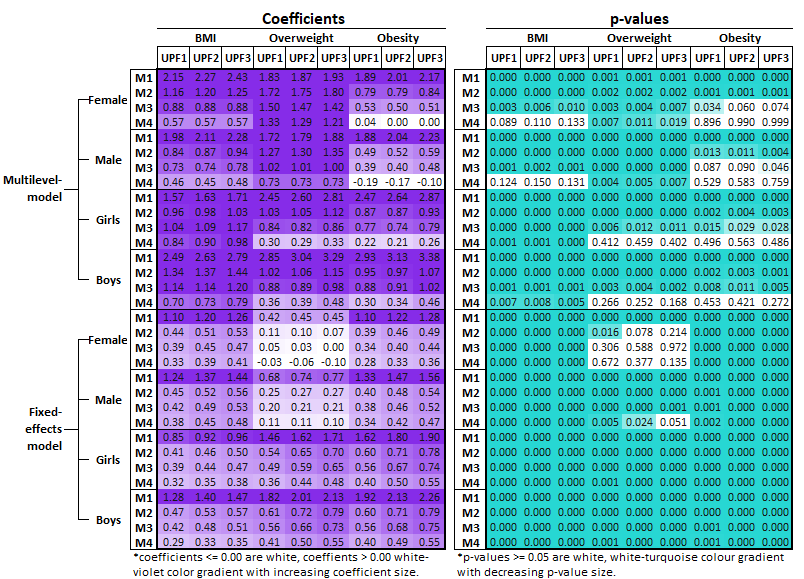 Coefficients p-values
BMI Overweight Obesity BMI Overweight Obesity
UPF1 UPF2 UPF3 UPF1 UPF2 UPF3 UPF1 UPF2 UPF3 UPF1 UPF2 UPF3 UPF1 UPF2 UPF3 UPF1 UPF2 UPF3
Multilevel-
model
Female
M1 2.15 2.27 2.43 1.83 1.87 1.93 1.89 2.01 2.17 M1 0.000 0.000 0.000 0.001 0.001 0.001 0.000 0.000 0.000
M2 1.16 1.20 1.25 1.72 1.75 1.80 0.79 0.79 0.84 M2 0.000 0.000 0.000 0.002 0.002 0.002 0.001 0.001 0.001
M3 0.88 0.88 0.88 1.50 1.47 1.42 0.53 0.50 0.51 M3 0.003 0.006 0.010 0.003 0.004 0.007 0.034 0.060 0.074
M4 0.57 0.57 0.57 1.33 1.29 1.21 0.04 0.00 0.00 M4 0.089 0.110 0.133 0.007 0.011 0.019 0.896 0.990 0.999
Male
M1 1.98 2.11 2.28 1.72 1.79 1.88 1.88 2.04 2.23 M1 0.000 0.000 0.000 0.000 0.000 0.000 0.000 0.000 0.000
M2 0.84 0.87 0.94 1.27 1.30 1.35 0.49 0.52 0.59 M2 0.000 0.000 0.000 0.000 0.000 0.000 0.013 0.011 0.004
M3 0.73 0.74 0.78 1.02 1.01 1.00 0.39 0.40 0.48 M3 0.001 0.002 0.001 0.000 0.000 0.000 0.087 0.090 0.046
M4 0.46 0.45 0.48 0.73 0.73 0.73 -0.19 -0.17 -0.10 M4 0.124 0.150 0.131 0.004 0.005 0.007 0.529 0.583 0.759
Girls
M1 1.57 1.63 1.71 2.45 2.60 2.81 2.47 2.64 2.87 M1 0.000 0.000 0.000 0.000 0.000 0.000 0.000 0.000 0.000
M2 0.96 0.98 1.03 1.03 1.05 1.12 0.87 0.87 0.93 M2 0.000 0.000 0.000 0.000 0.000 0.000 0.002 0.004 0.003
M3 1.04 1.09 1.17 0.84 0.82 0.86 0.77 0.74 0.79 M3 0.000 0.000 0.000 0.006 0.012 0.011 0.015 0.029 0.028
M4 0.84 0.90 0.98 0.30 0.29 0.33 0.22 0.21 0.26 M4 0.001 0.001 0.000 0.412 0.459 0.402 0.496 0.563 0.486
Boys
M1 2.49 2.63 2.79 2.85 3.04 3.29 2.93 3.13 3.38 M1 0.000 0.000 0.000 0.000 0.000 0.000 0.000 0.000 0.000
M2 1.34 1.37 1.44 1.02 1.06 1.15 0.95 0.97 1.07 M2 0.000 0.000 0.000 0.000 0.000 0.000 0.002 0.003 0.001
M3 1.14 1.14 1.20 0.88 0.89 0.98 0.88 0.91 1.02 M3 0.001 0.001 0.001 0.003 0.004 0.002 0.008 0.011 0.005
M4 0.70 0.73 0.79 0.36 0.39 0.48 0.30 0.34 0.46 M4 0.007 0.008 0.005 0.266 0.252 0.168 0.453 0.421 0.272
Fixed-
effects
model
Female
M1 1.10 1.20 1.26 0.42 0.45 0.45 1.10 1.22 1.28 M1 0.000 0.000 0.000 0.000 0.000 0.000 0.000 0.000 0.000
M2 0.44 0.51 0.53 0.11 0.10 0.07 0.39 0.46 0.49 M2 0.000 0.000 0.000 0.016 0.078 0.214 0.000 0.000 0.000
M3 0.39 0.45 0.47 0.05 0.03 0.00 0.34 0.40 0.44 M3 0.000 0.000 0.000 0.306 0.588 0.972 0.000 0.000 0.000
M4 0.33 0.39 0.41 -0.03 -0.06 -0.10 0.28 0.33 0.36 M4 0.000 0.000 0.000 0.672 0.377 0.135 0.000 0.000 0.000
Male
M1 1.24 1.37 1.44 0.68 0.74 0.77 1.33 1.47 1.56 M1 0.000 0.000 0.000 0.000 0.000 0.000 0.000 0.000 0.000
M2 0.45 0.52 0.56 0.25 0.27 0.27 0.40 0.48 0.54 M2 0.000 0.000 0.000 0.000 0.000 0.000 0.001 0.000 0.000
M3 0.42 0.49 0.53 0.20 0.21 0.21 0.38 0.46 0.52 M3 0.000 0.000 0.000 0.000 0.000 0.001 0.001 0.000 0.000
M4 0.38 0.45 0.48 0.11 0.11 0.10 0.34 0.42 0.47 M4 0.000 0.000 0.000 0.005 0.024 0.051 0.002 0.000 0.000
Girls
M1 0.85 0.92 0.96 1.46 1.62 1.71 1.62 1.80 1.90 M1 0.000 0.000 0.000 0.000 0.000 0.000 0.000 0.000 0.000
M2 0.41 0.46 0.50 0.54 0.65 0.70 0.60 0.71 0.78 M2 0.000 0.000 0.000 0.000 0.000 0.000 0.000 0.000 0.000
M3 0.39 0.44 0.47 0.49 0.59 0.65 0.56 0.67 0.74 M3 0.000 0.000 0.000 0.000 0.000 0.000 0.000 0.000 0.000
M4 0.32 0.35 0.38 0.36 0.44 0.48 0.40 0.50 0.55 M4 0.000 0.000 0.000 0.001 0.000 0.000 0.001 0.000 0.000
Boys
M1 1.28 1.40 1.47 1.82 2.01 2.13 1.92 2.13 2.26 M1 0.000 0.000 0.000 0.000 0.000 0.000 0.000 0.000 0.000
M2 0.47 0.53 0.57 0.61 0.72 0.79 0.60 0.71 0.79 M2 0.000 0.000 0.000 0.000 0.000 0.000 0.000 0.000 0.000
M3 0.42 0.48 0.51 0.56 0.66 0.73 0.56 0.68 0.75 M3 0.000 0.000 0.000 0.000 0.000 0.000 0.001 0.000 0.000
M4 0.29 0.33 0.35 0.41 0.50 0.55 0.40 0.49 0.55 M4 0.000 0.000 0.000 0.001 0.000 0.000 0.001 0.000 0.000
*coefficients <= 0.00 are white, coeffients > 0.00 white-
violet color gradient with increasing coefficient size.
*p-values >= 0.05 are white, white-turquoise colour gradient
with decreasing p-value size.